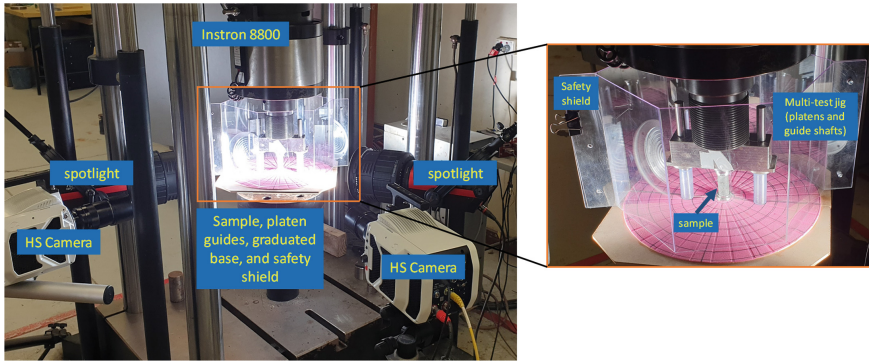 Instron 8800
spotlight
spotlight
HS Camera
HS Camera
Sample, platen
guides, graduated
base, and safety
shield
Safety
shield
Multi-test jig
(platens and
guide shafts)
sample